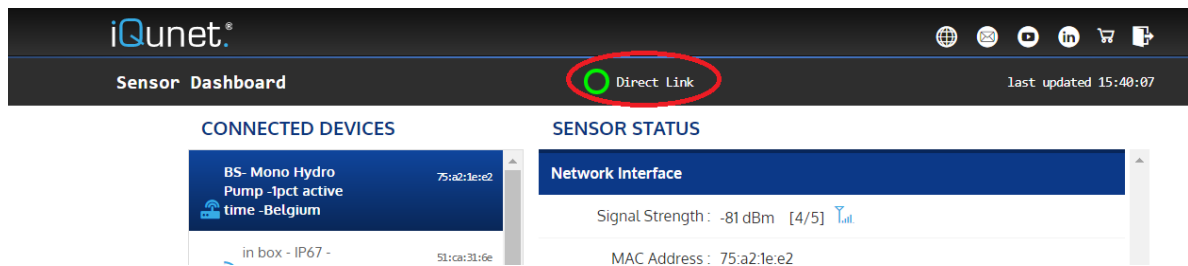 iQunet.®
Sensor Dashboard
Direct Link
last updated 15:40:07
CONNECTED DEVICES
BS- Mono Hydro
Pump -1pct active
time -Belgium
75:a2:1e:e2
in box - IP67 -
51:ca:31:6e
SENSOR STATUS
Network Interface
Signal Strength : -81 dBm [4/5]
MAC Address : 75:a2:1e:e2